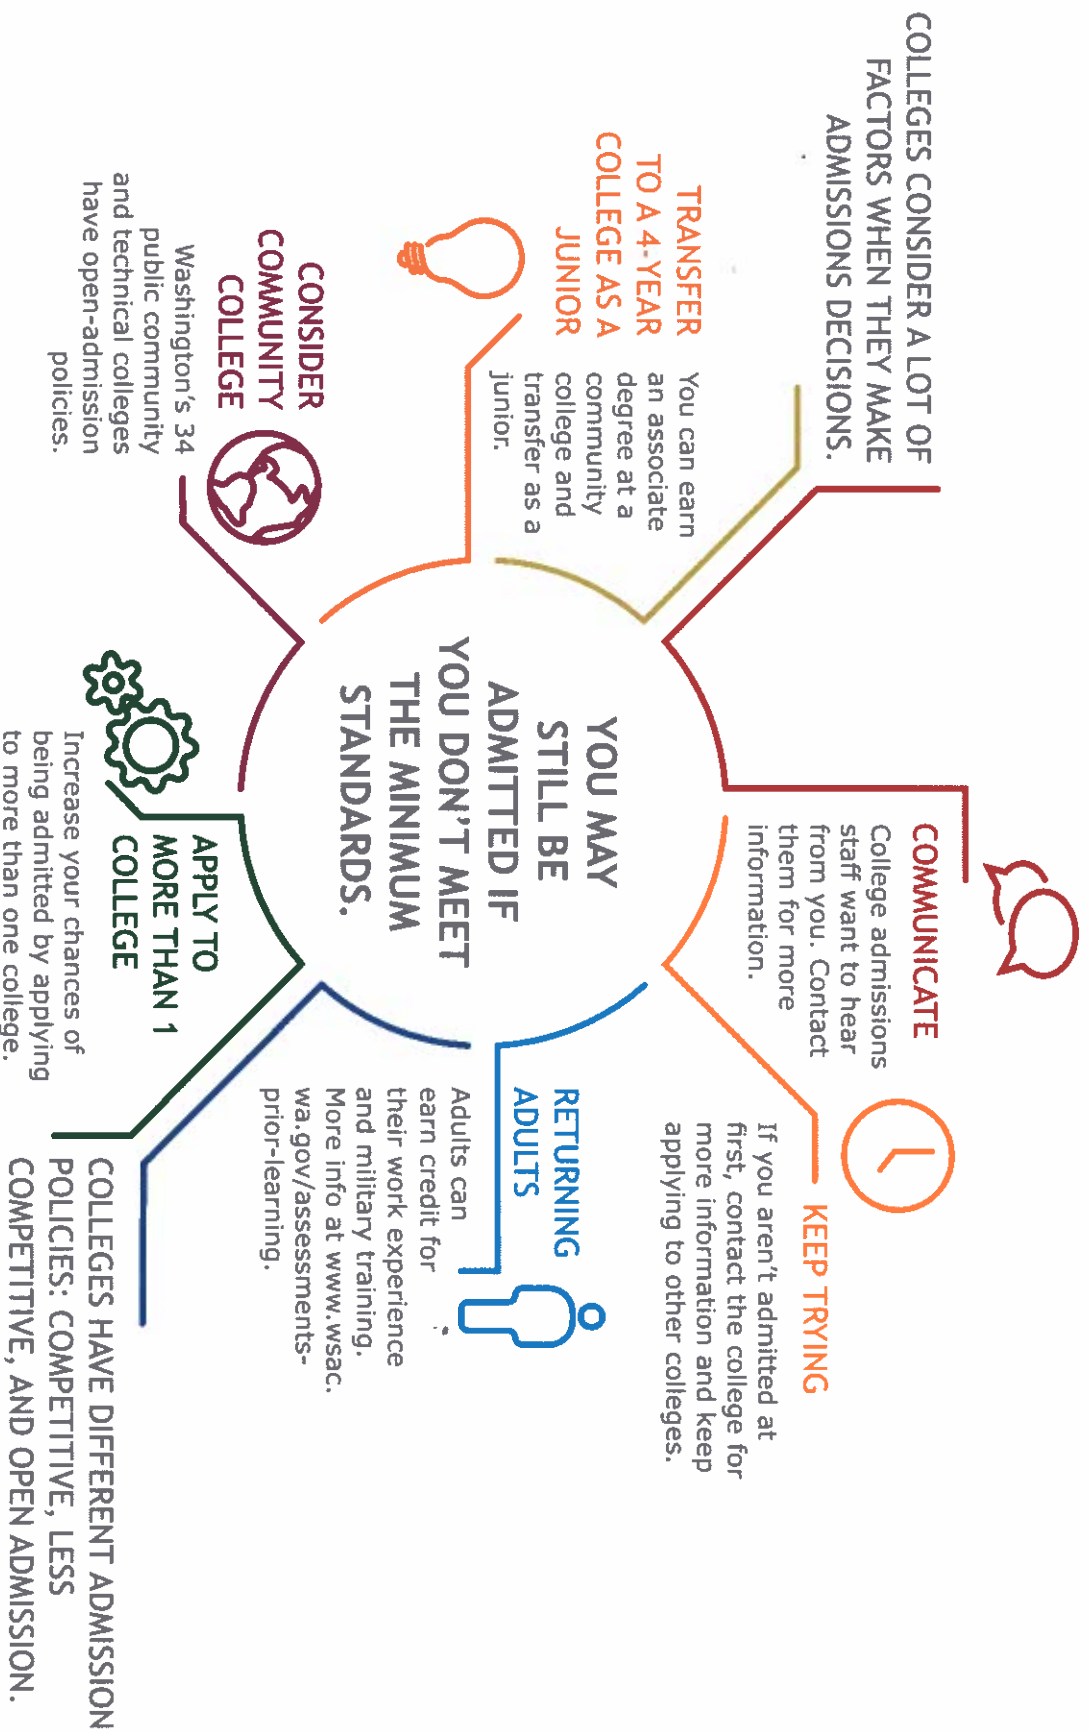 COLLEGES CONSIDER A LOT OF
FACTORS WHEN THEY MAKE
ADMISSIONS DECISIONS.
COMMUNICATE
College admissions
staff want to hear
from you. Contact
them for more
information.
KEEP TRYING
If you aren't admitted at
first, contact the college for
more information and keep
applying to other colleges.
TRANSFER
TO A 4-YEAR
COLLEGE AS A
JUNIOR
You can earn
an associate
degree at a
community
college and
transfer as a
junior.
YOU MAY
STILL BE
ADMITTED IF
YOU DON'T MEET
THE MINIMUM
STANDARDS.
RETURNING
ADULTS
Adults can
earn credit for
their work experience
and military training.
More info at www.wsac.
wa.gov/assessments-
prior-learning.
CONSIDER
COMMUNITY
COLLEGE
Washington's 34
public community
and technical colleges
have open-admission
policies.
APPLY TO
MORE THAN 1
COLLEGE
Increase your chances of
being admitted by applying
to more than one college.
COLLEGES HAVE DIFFERENT ADMISSION
POLICIES: COMPETITIVE, LESS
COMPETITIVE, AND OPEN ADMISSION.